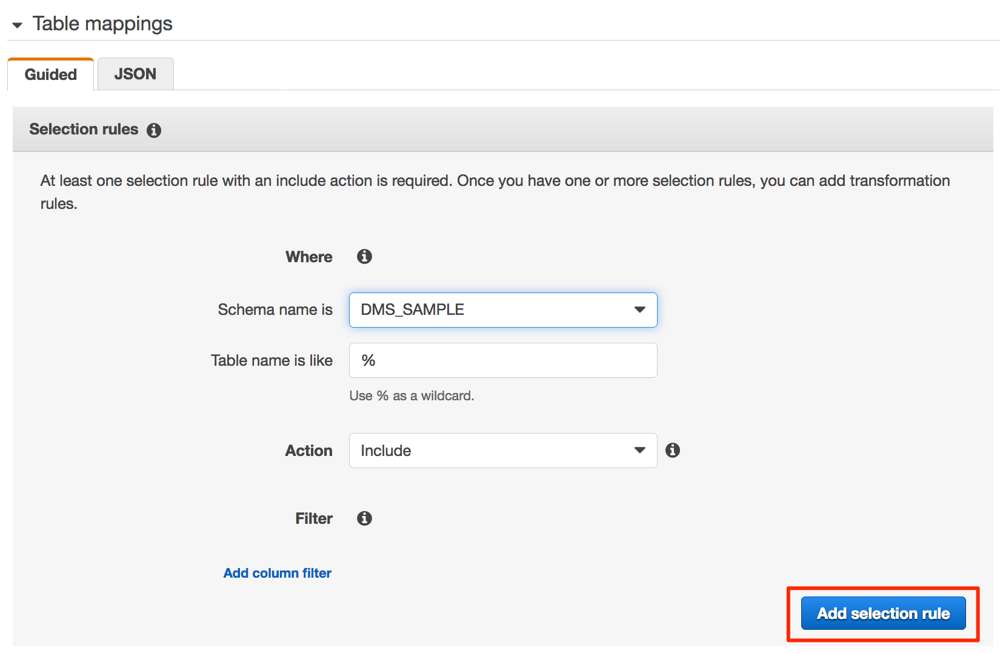 Table mappings
Guided JSON
Selection rules
At least one selection rule with an include action is required. Once you have one or more selection rules, you can add transformation
rules.
Where
Schema name is DMS_SAMPLE
Table name is like %
Use % as a wildcard.
Action Include
Filter
Add column filter
Add selection rule